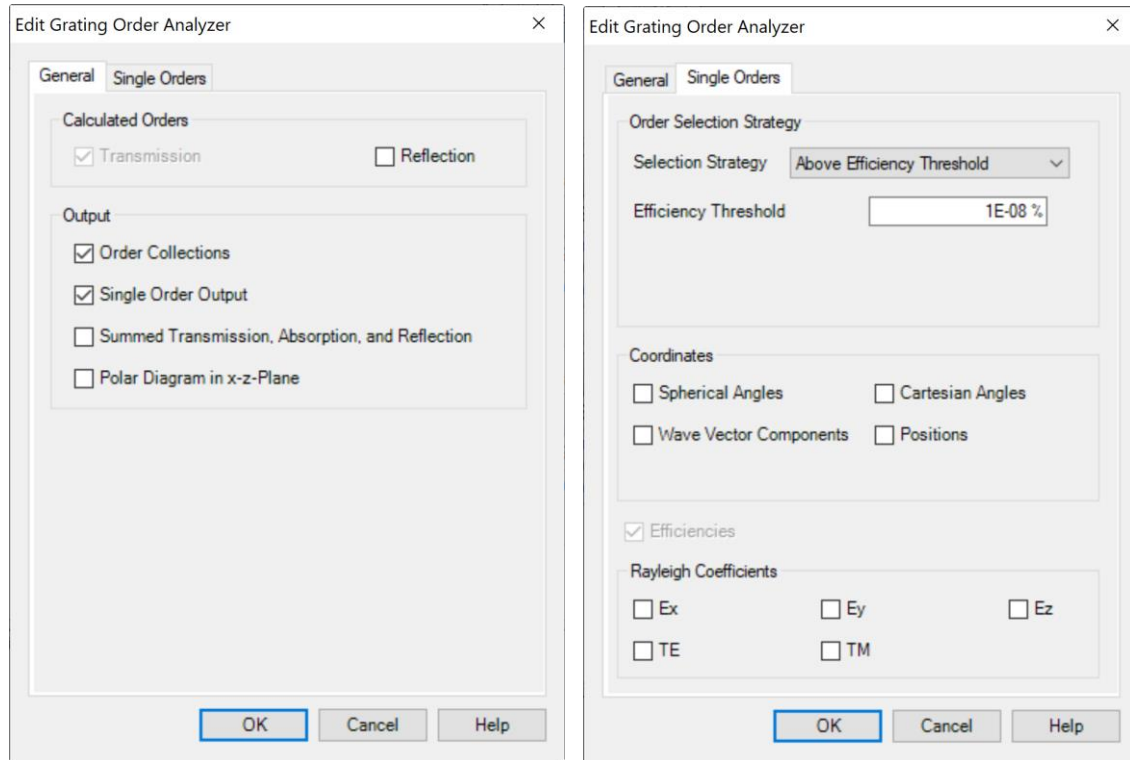 Edit Grating Order Analyzer
General Single Orders
Calculated Orders
Transmission Reflection
Output
Order Collections
Single Order Output
Summed Transmission, Absorption, and Reflection
Polar Diagram in x-z-Plane
OK Cancel Help
Edit Grating Order Analyzer
General Single Orders
Order Selection Strategy
Selection Strategy Above Efficiency Threshold
Efficiency Threshold 1E-08 %
Coordinates
Spherical Angles Cartesian Angles
Wave Vector Components Positions
Efficiencies
Rayleigh Coefficients
Ex Ey Ez
TE TM
OK Cancel Help